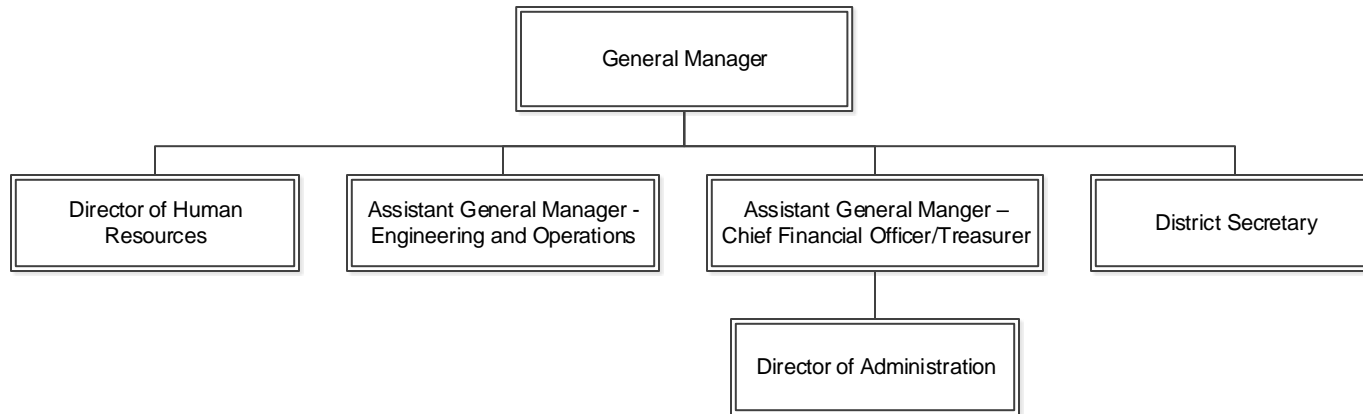 General Manager
Director of Human
Resources
Assistant General Manager -
Engineering and Operations
Assistant General Manger –
Chief Financial Officer/Treasurer
District Secretary
Director of Administration